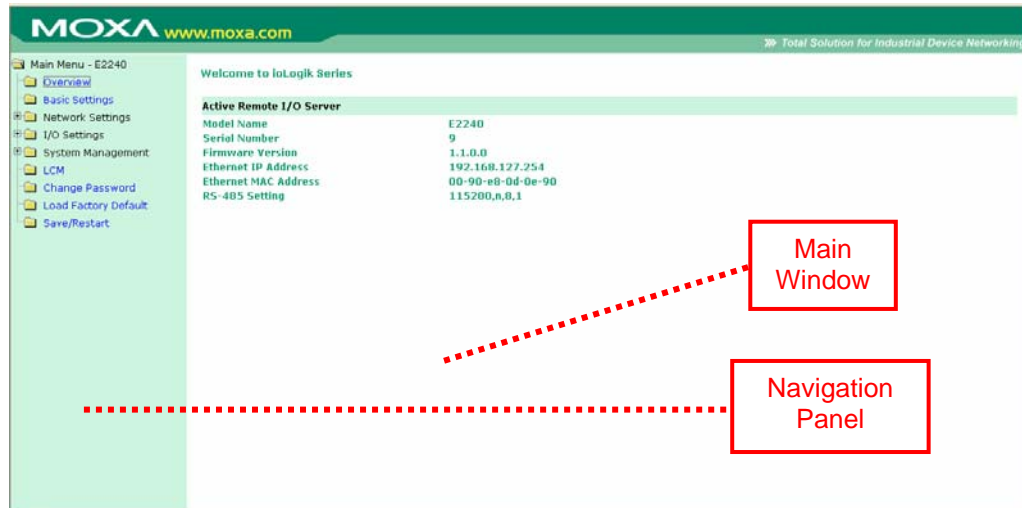 MOXA www.moxa.com
Total Solution for Industrial Device Networking
Main Menu - E2240
Overview
Basic Settings
Network Settings
I/O Settings
System Management
LCM
Change Password
Load Factory Default
Save/Restart
Welcome to ioLogik Series
Active Remote I/O Server
Model Name E2240
Serial Number 9
Firmware Version 1.1.0.0
Ethernet IP Address 192.168.127.254
Ethernet MAC Address 00-90-e8-0d-0e-90
RS-485 Setting 115200,n,8,1
Main
Window
Navigation
Panel